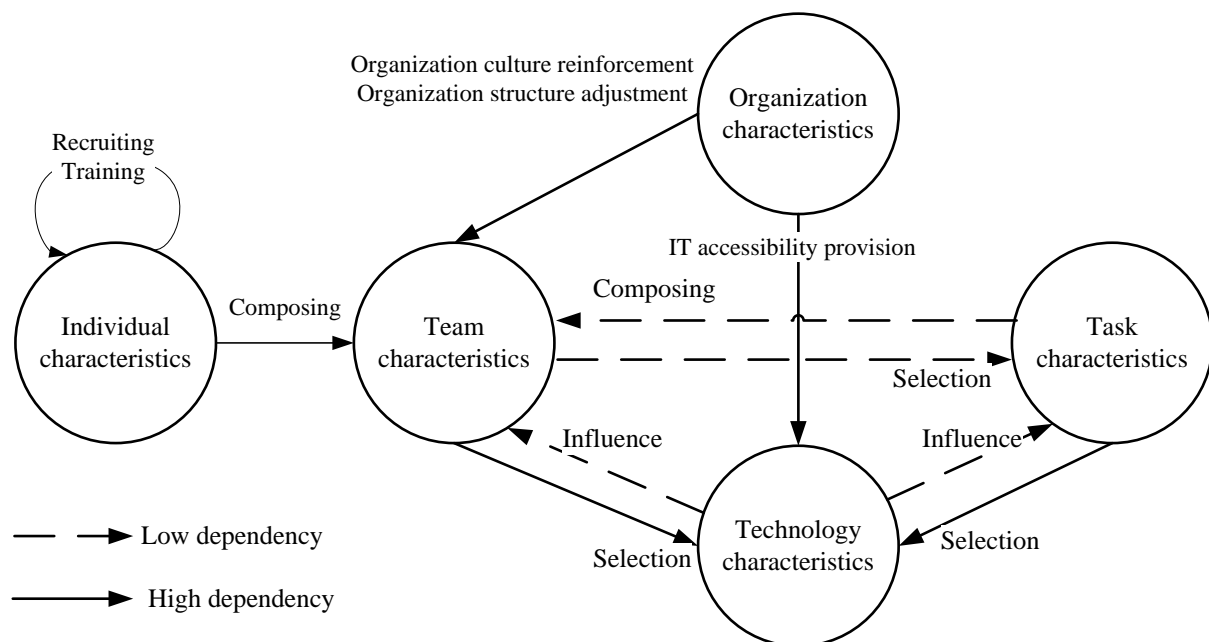 Organization culture reinforcement
Organization structure adjustment
Organization
characteristics
Recruiting
Training
IT accessibility provision
Composing
Composing
Individual
characteristics
Team
characteristics
Task
characteristics
Selection
Influence
Influence
Technology
characteristics
Selection
Selection
Low dependency
High dependency